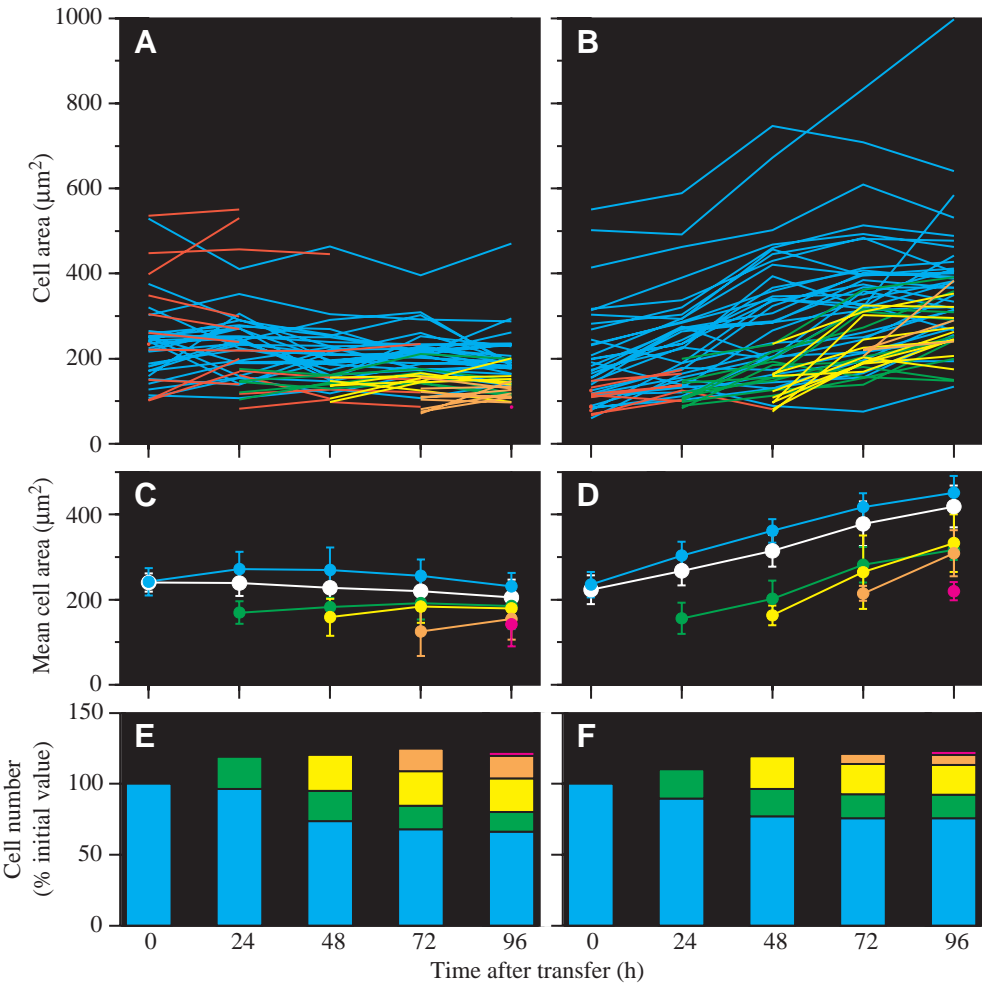 A
B
1000
800
600
400
200
0
Cell area (µm²)
C
D
400
200
0
Mean cell area (µm²)
E
F
150
100
50
0
Cell number
(% initial value)
0 24 48 72 96 0 24 48 72 96
Time after transfer (h)